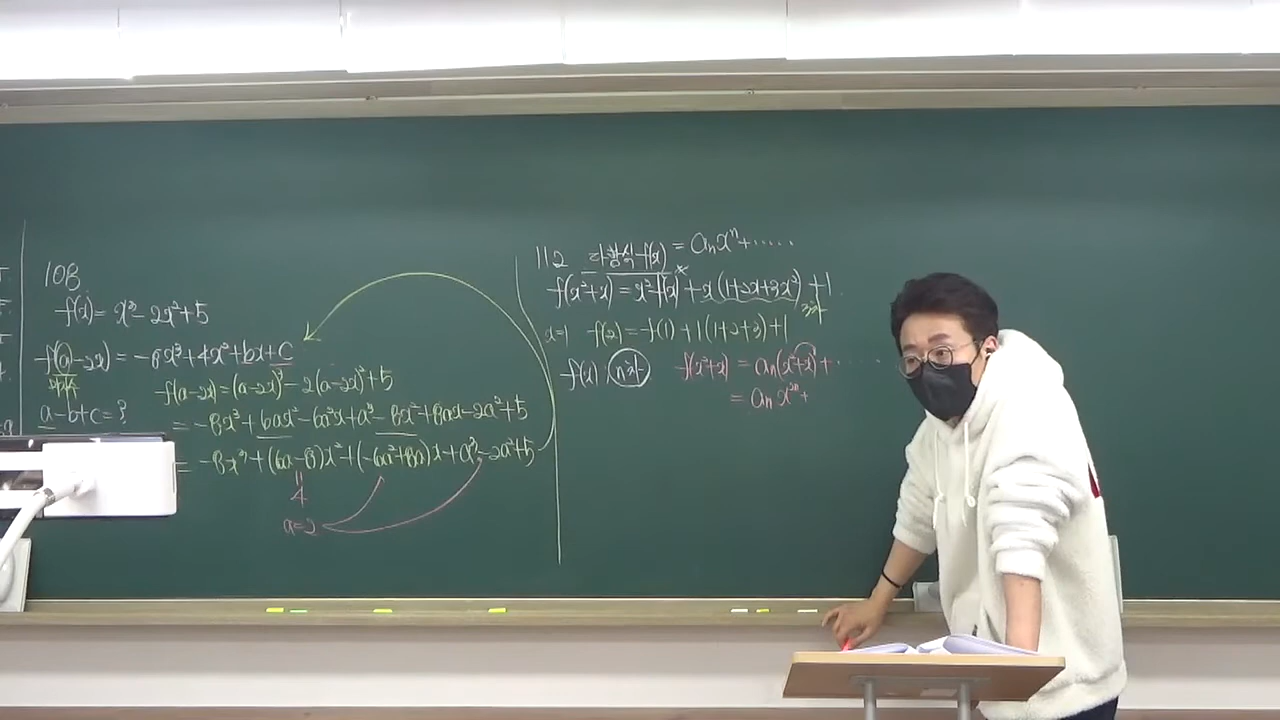 108
f(x) = x³ - 2x² + 5
f(a-2x) = -8x³ + 4x² + bx + c
a-b+c = ?
f(a-2x) = (a-2x)³ - 2(a-2x)² + 5
= -8x³ + 6ax² - 6a²x + a³ - 8x² + 8ax - 2a² + 5
= -8x³ + (6a-8)x² + (-6a²+8a)x + a³ - 2a² + 5
4
a=2
112 다항식 f(x) = aₙxⁿ + ·····
f(x²+x) = x²f(x) + x(1+2x+3x²) + 1
x=1 f(2) = f(1) + 1(1+2+3) + 1
f(x) n차 f(x²+x) = aₙ(x²+x)ⁿ + ·····
= aₙx²ⁿ +